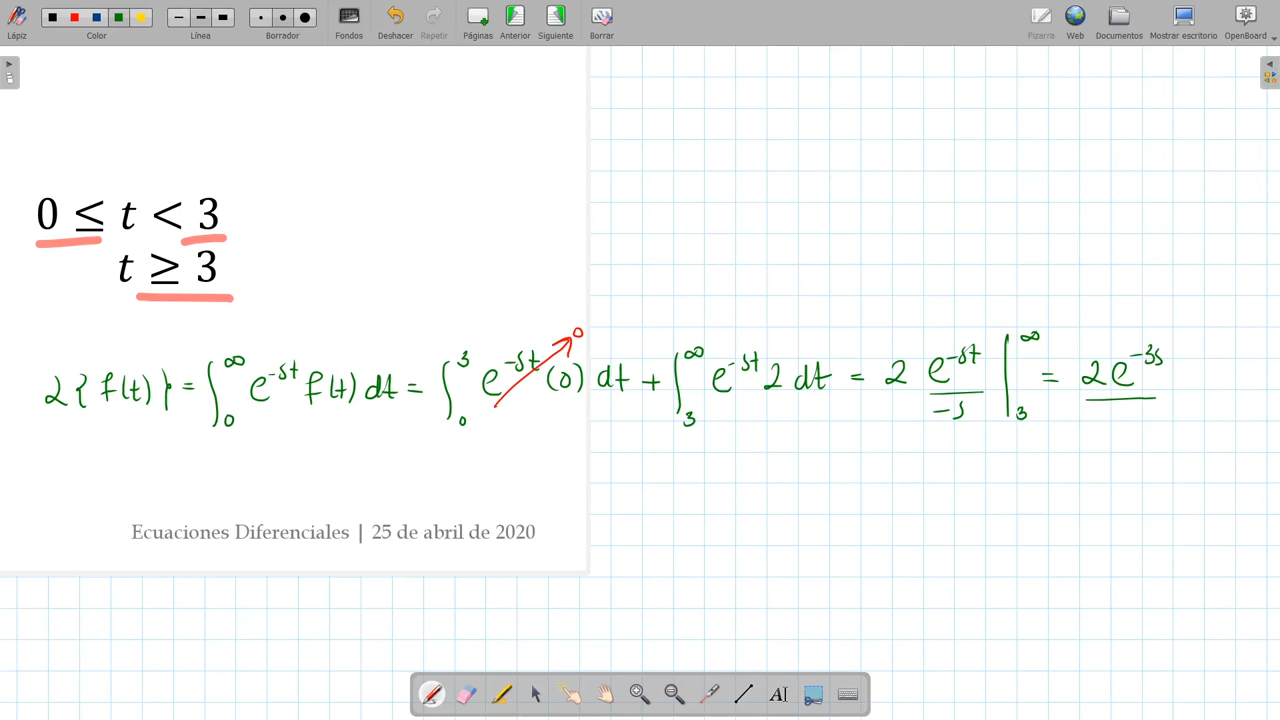 Lápiz Color Línea Borrador Fondos Deshacer Repetir Páginas Anterior Siguiente Borrar Pizarra Web Documentos Mostrar escritorio OpenBoard
0 ≤ t < 3
t ≥ 3
ℒ{f(t)} = ∫₀^∞ e^{-st} f(t) dt = ∫₀^3 e^{-st} (0) dt + ∫₃^∞ e^{-st} 2 dt = 2 e^{-st}/-s |₃^∞ = 2e^{-3s}
0
Ecuaciones Diferenciales | 25 de abril de 2020
AI